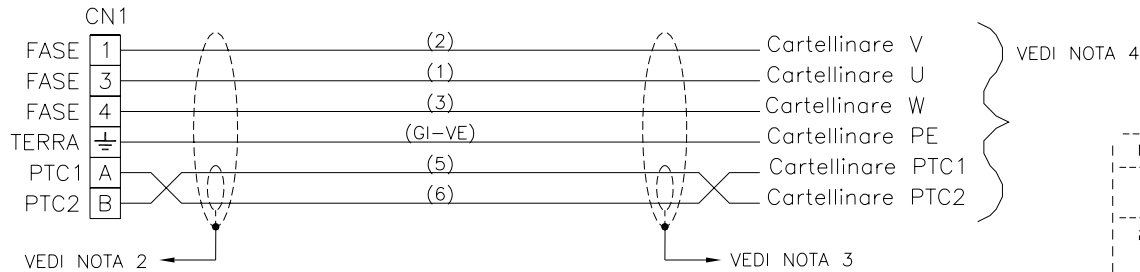 CN1
FASE 1 (2) Cartellinare V
VEDI NOTA 4
FASE 3 (1) Cartellinare U
FASE 4 (3) Cartellinare W
TERRA (GI-VE) Cartellinare PE
PTC1 A (5) Cartellinare PTC1
PTC2 B (6) Cartellinare PTC2
VEDI NOTA 2
VEDI NOTA 3